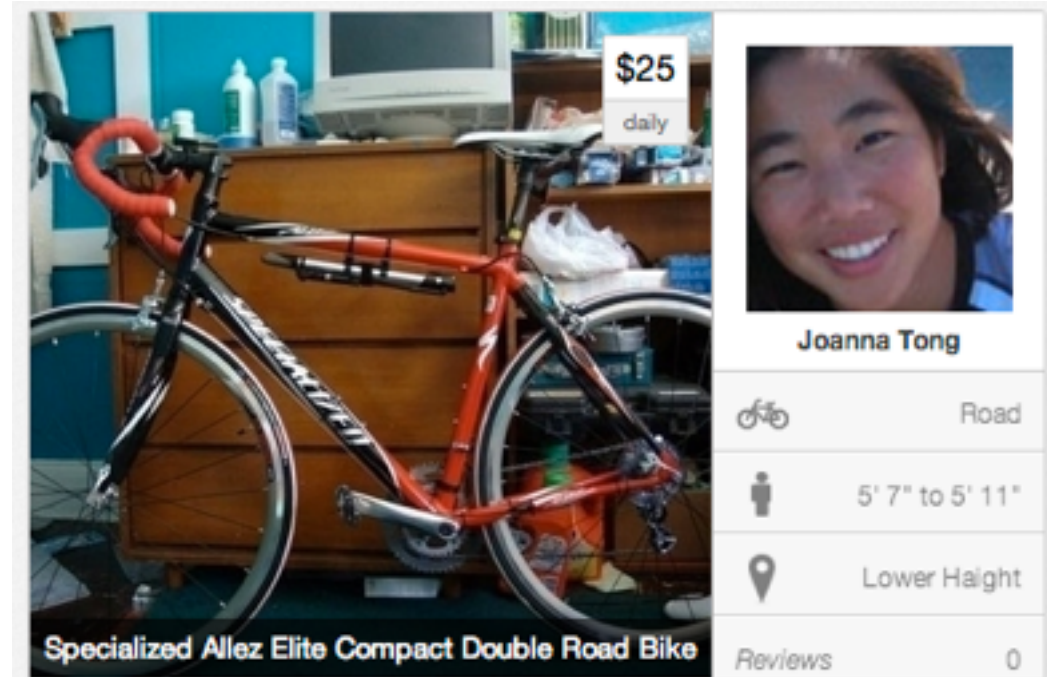 $25
daily
SPECIALIZED
Specialized Allez Elite Compact Double Road Bike
Joanna Tong
Road
5' 7" to 5' 11"
Lower Haight
Reviews 0